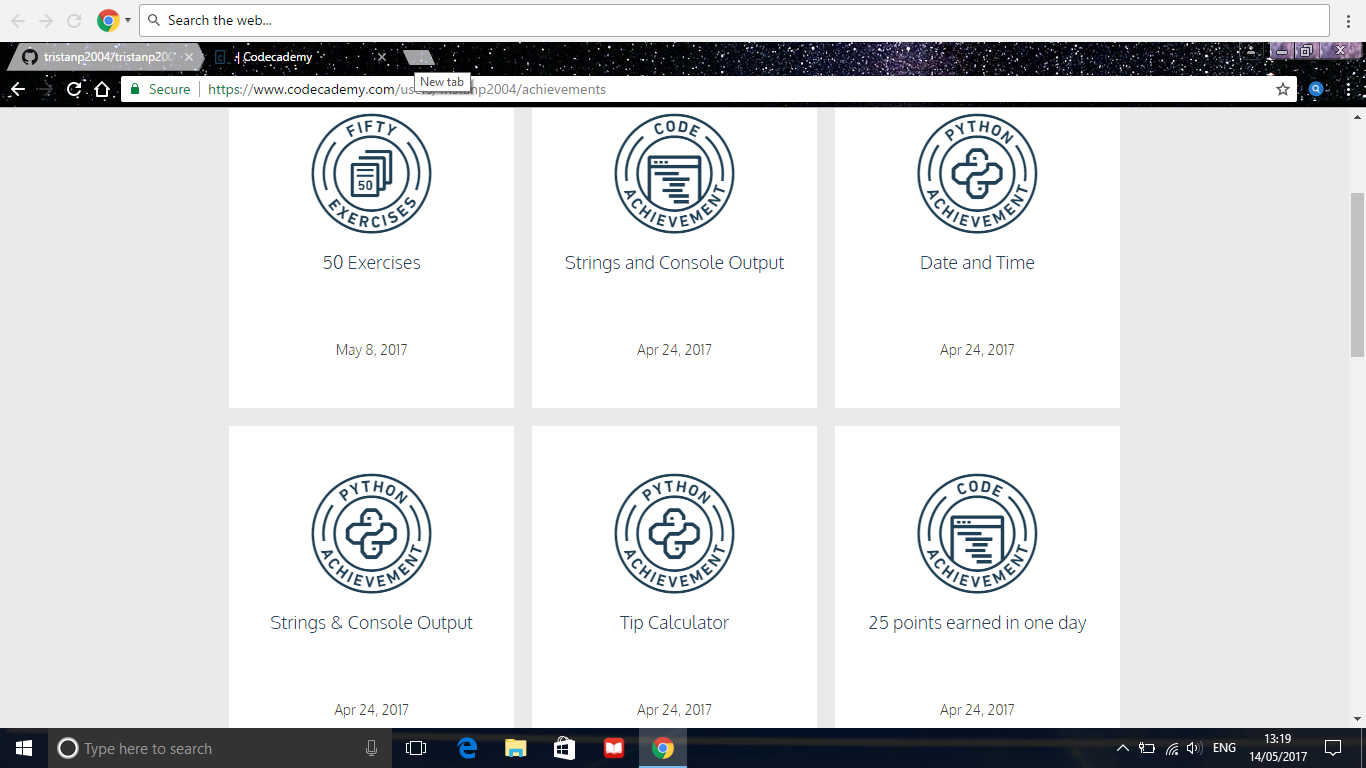 Search the web...
tristanp2004/tristanp200
- | Codecademy
New tab
Secure
https://www.codecademy.com/users/tristanp2004/achievements
FIFTY
50
EXERCISES
CODE
ACHIEVEMENT
PYTHON
ACHIEVEMENT
50 Exercises
Strings and Console Output
Date and Time
May 8, 2017
Apr 24, 2017
Apr 24, 2017
PYTHON
ACHIEVEMENT
PYTHON
ACHIEVEMENT
CODE
ACHIEVEMENT
Strings & Console Output
Tip Calculator
25 points earned in one day
Apr 24, 2017
Apr 24, 2017
Apr 24, 2017
Type here to search
ENG
13:19
14/05/2017